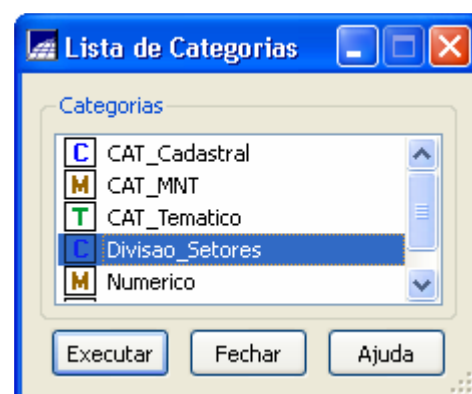 Lista de Categorias
Categorias
C CAT_Cadastral
M CAT_MNT
T CAT_Tematico
C Divisao_Setores
M Numerico
Executar Fechar Ajuda